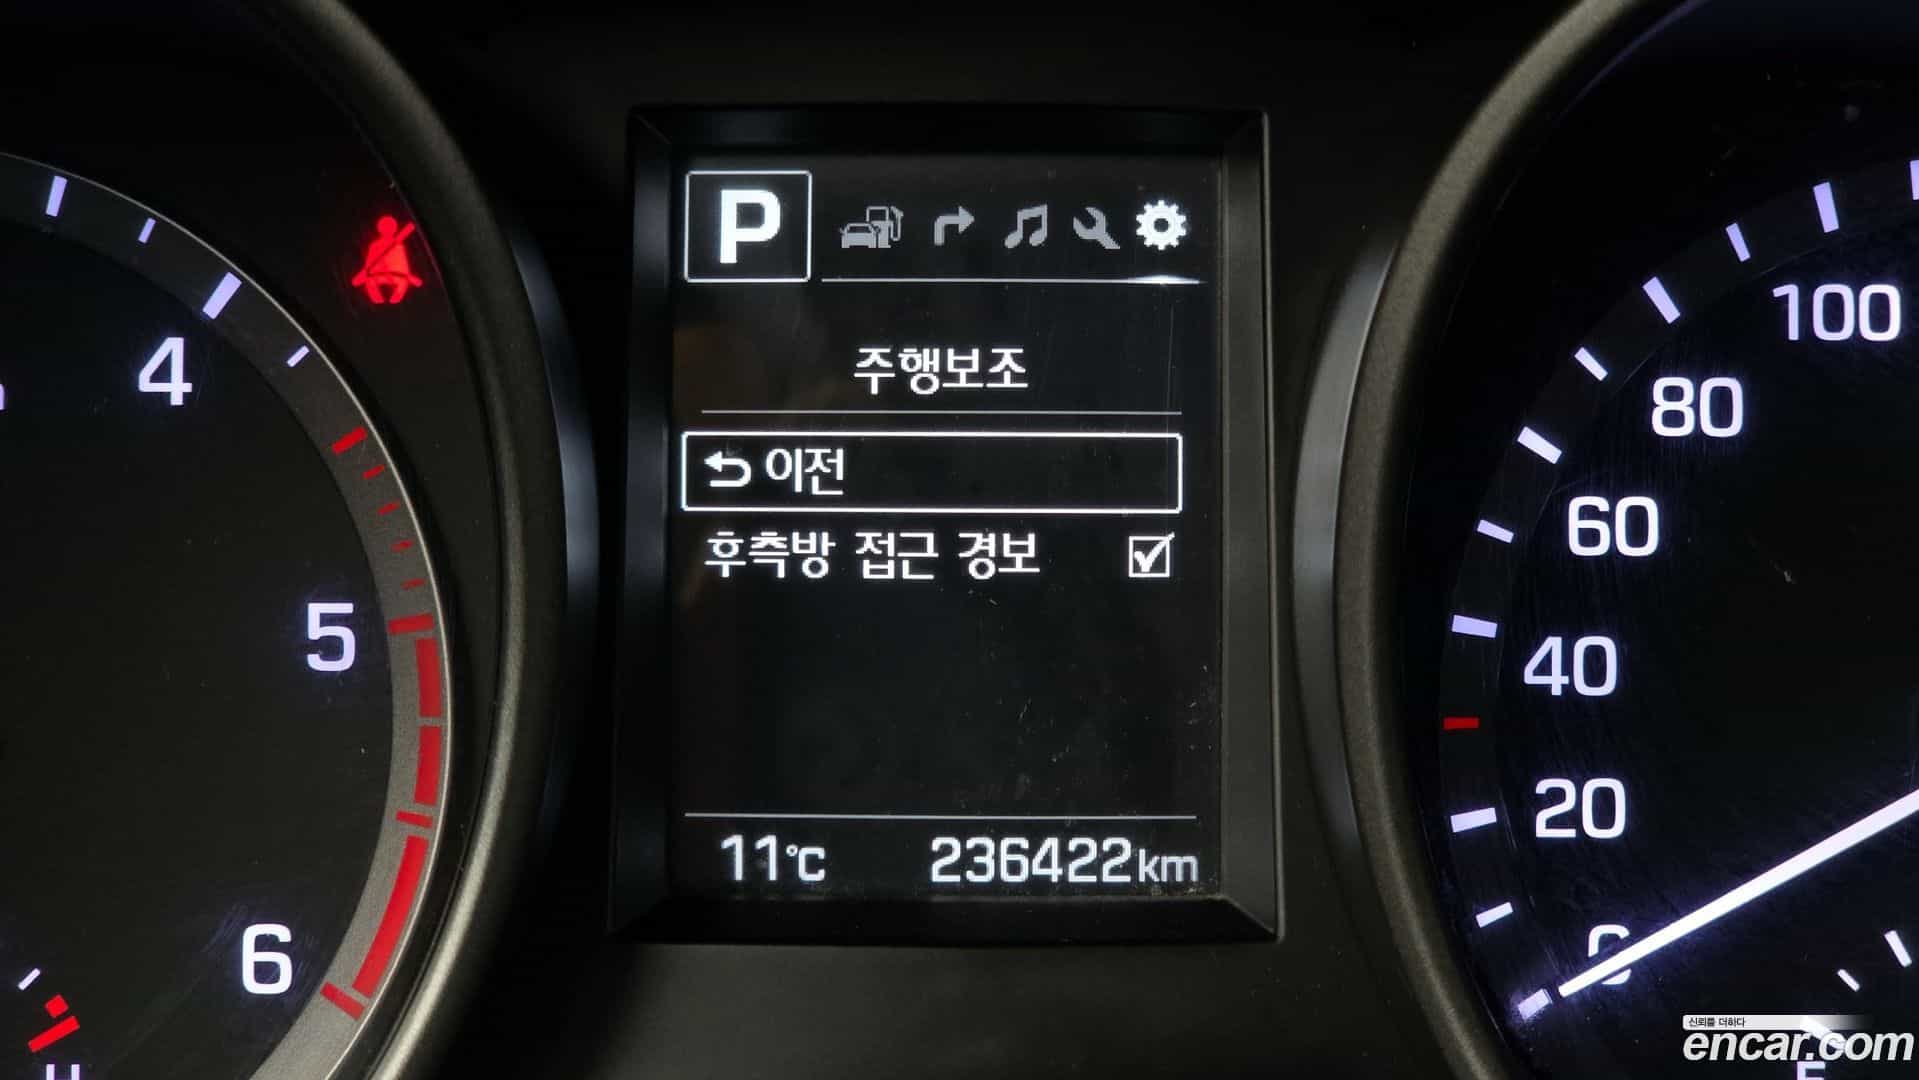 P
주행보조
이전
후측방 접근 경보
11℃ 236422km
4
5
6
H
100
80
60
40
20
0
신뢰를 더하다
encar.com